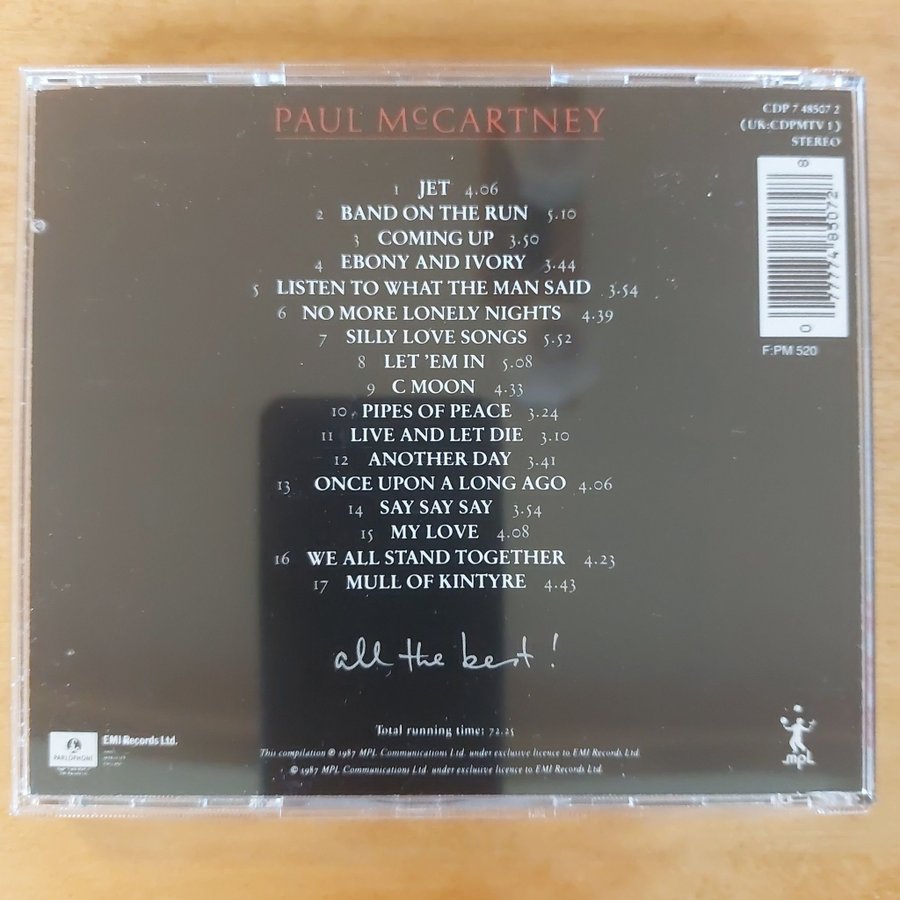 PAUL McCARTNEY
CDP 7 48507 2
(UK:CDPMTV 1)
STEREO
1 JET 4.06
2 BAND ON THE RUN 5.10
3 COMING UP 3.50
4 EBONY AND IVORY 3.44
5 LISTEN TO WHAT THE MAN SAID 3.54
6 NO MORE LONELY NIGHTS 4.39
7 SILLY LOVE SONGS 5.52
8 LET 'EM IN 5.08
9 C MOON 4.33
10 PIPES OF PEACE 3.24
11 LIVE AND LET DIE 3.10
12 ANOTHER DAY 3.41
13 ONCE UPON A LONG AGO 4.06
14 SAY SAY SAY 3.54
15 MY LOVE 4.08
16 WE ALL STAND TOGETHER 4.23
17 MULL OF KINTYRE 4.43
0 77774 85072 8
F:PM 520
all the best!
Total running time: 72.25
This compilation ℗ 1987 MPL Communications Ltd. under exclusive licence to EMI Records Ltd.
© 1987 MPL Communications Ltd. under exclusive licence to EMI Records Ltd.
PARLOPHONE
EMI Records Ltd.
MPL